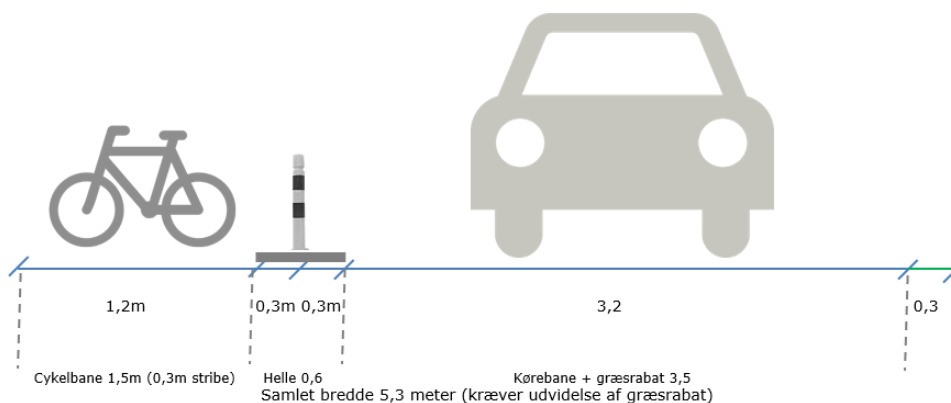 1,2m 0,3m 0,3m 3,2 0,3
Cykelbane 1,5m (0,3m stribe) Helle 0,6 Kørebane + græsrabat 3,5
Samlet bredde 5,3 meter (kræver udvidelse af græsrabat)